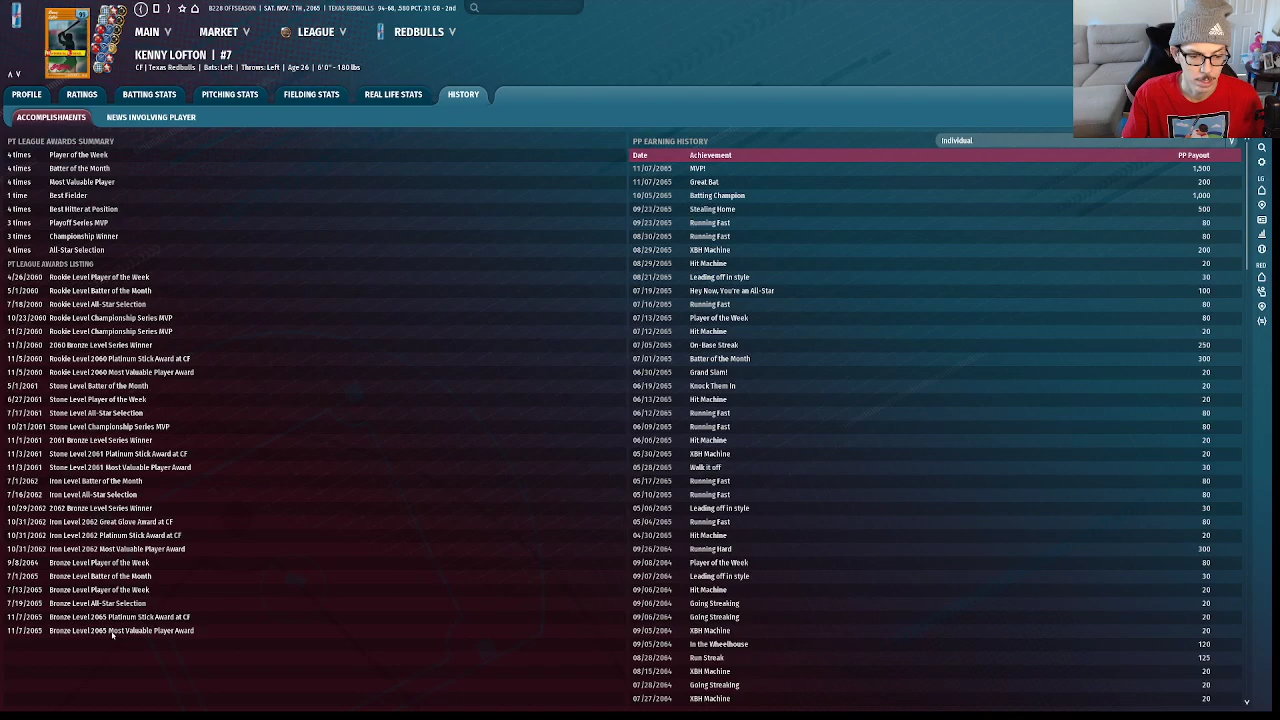 B228 OFFSEASON | SAT. NOV. 7TH, 2065 | TEXAS REDBULLS 94-68, .580 PCT, 31 GB - 2nd
MAIN MARKET LEAGUE REDBULLS
KENNY LOFTON | #7
CF | Texas Redbulls | Bats: Left | Throws: Left | Age 26 | 6'0" - 180 lbs
PROFILE RATINGS BATTING STATS PITCHING STATS FIELDING STATS REAL LIFE STATS HISTORY
ACCOMPLISHMENTS NEWS INVOLVING PLAYER
PT LEAGUE AWARDS SUMMARY
4 times Player of the Week
4 times Batter of the Month
4 times Most Valuable Player
1 time Best Fielder
4 times Best Hitter at Position
3 times Playoff Series MVP
3 times Championship Winner
4 times All-Star Selection
PT LEAGUE AWARDS LISTING
4/26/2060 Rookie Level Player of the Week
5/1/2060 Rookie Level Batter of the Month
7/18/2060 Rookie Level All-Star Selection
10/23/2060 Rookie Level Championship Series MVP
11/2/2060 Rookie Level Championship Series MVP
11/3/2060 2060 Bronze Level Series Winner
11/5/2060 Rookie Level 2060 Platinum Stick Award at CF
11/5/2060 Rookie Level 2060 Most Valuable Player Award
5/1/2061 Stone Level Batter of the Month
6/27/2061 Stone Level Player of the Week
7/17/2061 Stone Level All-Star Selection
10/21/2061 Stone Level Championship Series MVP
11/1/2061 2061 Bronze Level Series Winner
11/3/2061 Stone Level 2061 Platinum Stick Award at CF
11/3/2061 Stone Level 2061 Most Valuable Player Award
7/1/2062 Iron Level Batter of the Month
7/16/2062 Iron Level All-Star Selection
10/29/2062 2062 Bronze Level Series Winner
10/31/2062 Iron Level 2062 Great Glove Award at CF
10/31/2062 Iron Level 2062 Platinum Stick Award at CF
10/31/2062 Iron Level 2062 Most Valuable Player Award
9/8/2064 Bronze Level Player of the Week
7/1/2065 Bronze Level Batter of the Month
7/13/2065 Bronze Level Player of the Week
7/19/2065 Bronze Level All-Star Selection
11/7/2065 Bronze Level 2065 Platinum Stick Award at CF
11/7/2065 Bronze Level 2065 Most Valuable Player Award
PP EARNING HISTORY Individual
Date Achievement PP Payout
11/07/2065 MVP! 1,500
11/07/2065 Great Bat 200
10/05/2065 Batting Champion 1,000
09/23/2065 Stealing Home 500
09/23/2065 Running Fast 80
08/30/2065 Running Fast 80
08/29/2065 XBH Machine 200
08/29/2065 Hit Machine 20
08/21/2065 Leading off in style 30
07/19/2065 Hey Now, You're an All-Star 100
07/16/2065 Running Fast 80
07/13/2065 Player of the Week 80
07/12/2065 Hit Machine 20
07/05/2065 On-Base Streak 250
07/01/2065 Batter of the Month 300
06/30/2065 Grand Slam! 20
06/19/2065 Knock Them In 20
06/13/2065 Hit Machine 20
06/12/2065 Running Fast 80
06/09/2065 Running Fast 80
06/06/2065 Hit Machine 20
05/30/2065 XBH Machine 20
05/28/2065 Walk it off 30
05/17/2065 Running Fast 80
05/10/2065 Running Fast 80
05/06/2065 Leading off in style 30
05/04/2065 Running Fast 80
04/30/2065 Hit Machine 20
09/26/2064 Running Hard 300
09/08/2064 Player of the Week 80
09/07/2064 Leading off in style 30
09/06/2064 Hit Machine 20
09/06/2064 Going Streaking 20
09/06/2064 Going Streaking 20
09/05/2064 XBH Machine 20
09/05/2064 In the Wheelhouse 120
08/28/2064 Run Streak 125
08/15/2064 XBH Machine 20
07/28/2064 Going Streaking 20
07/27/2064 XBH Machine 20
LG
RED